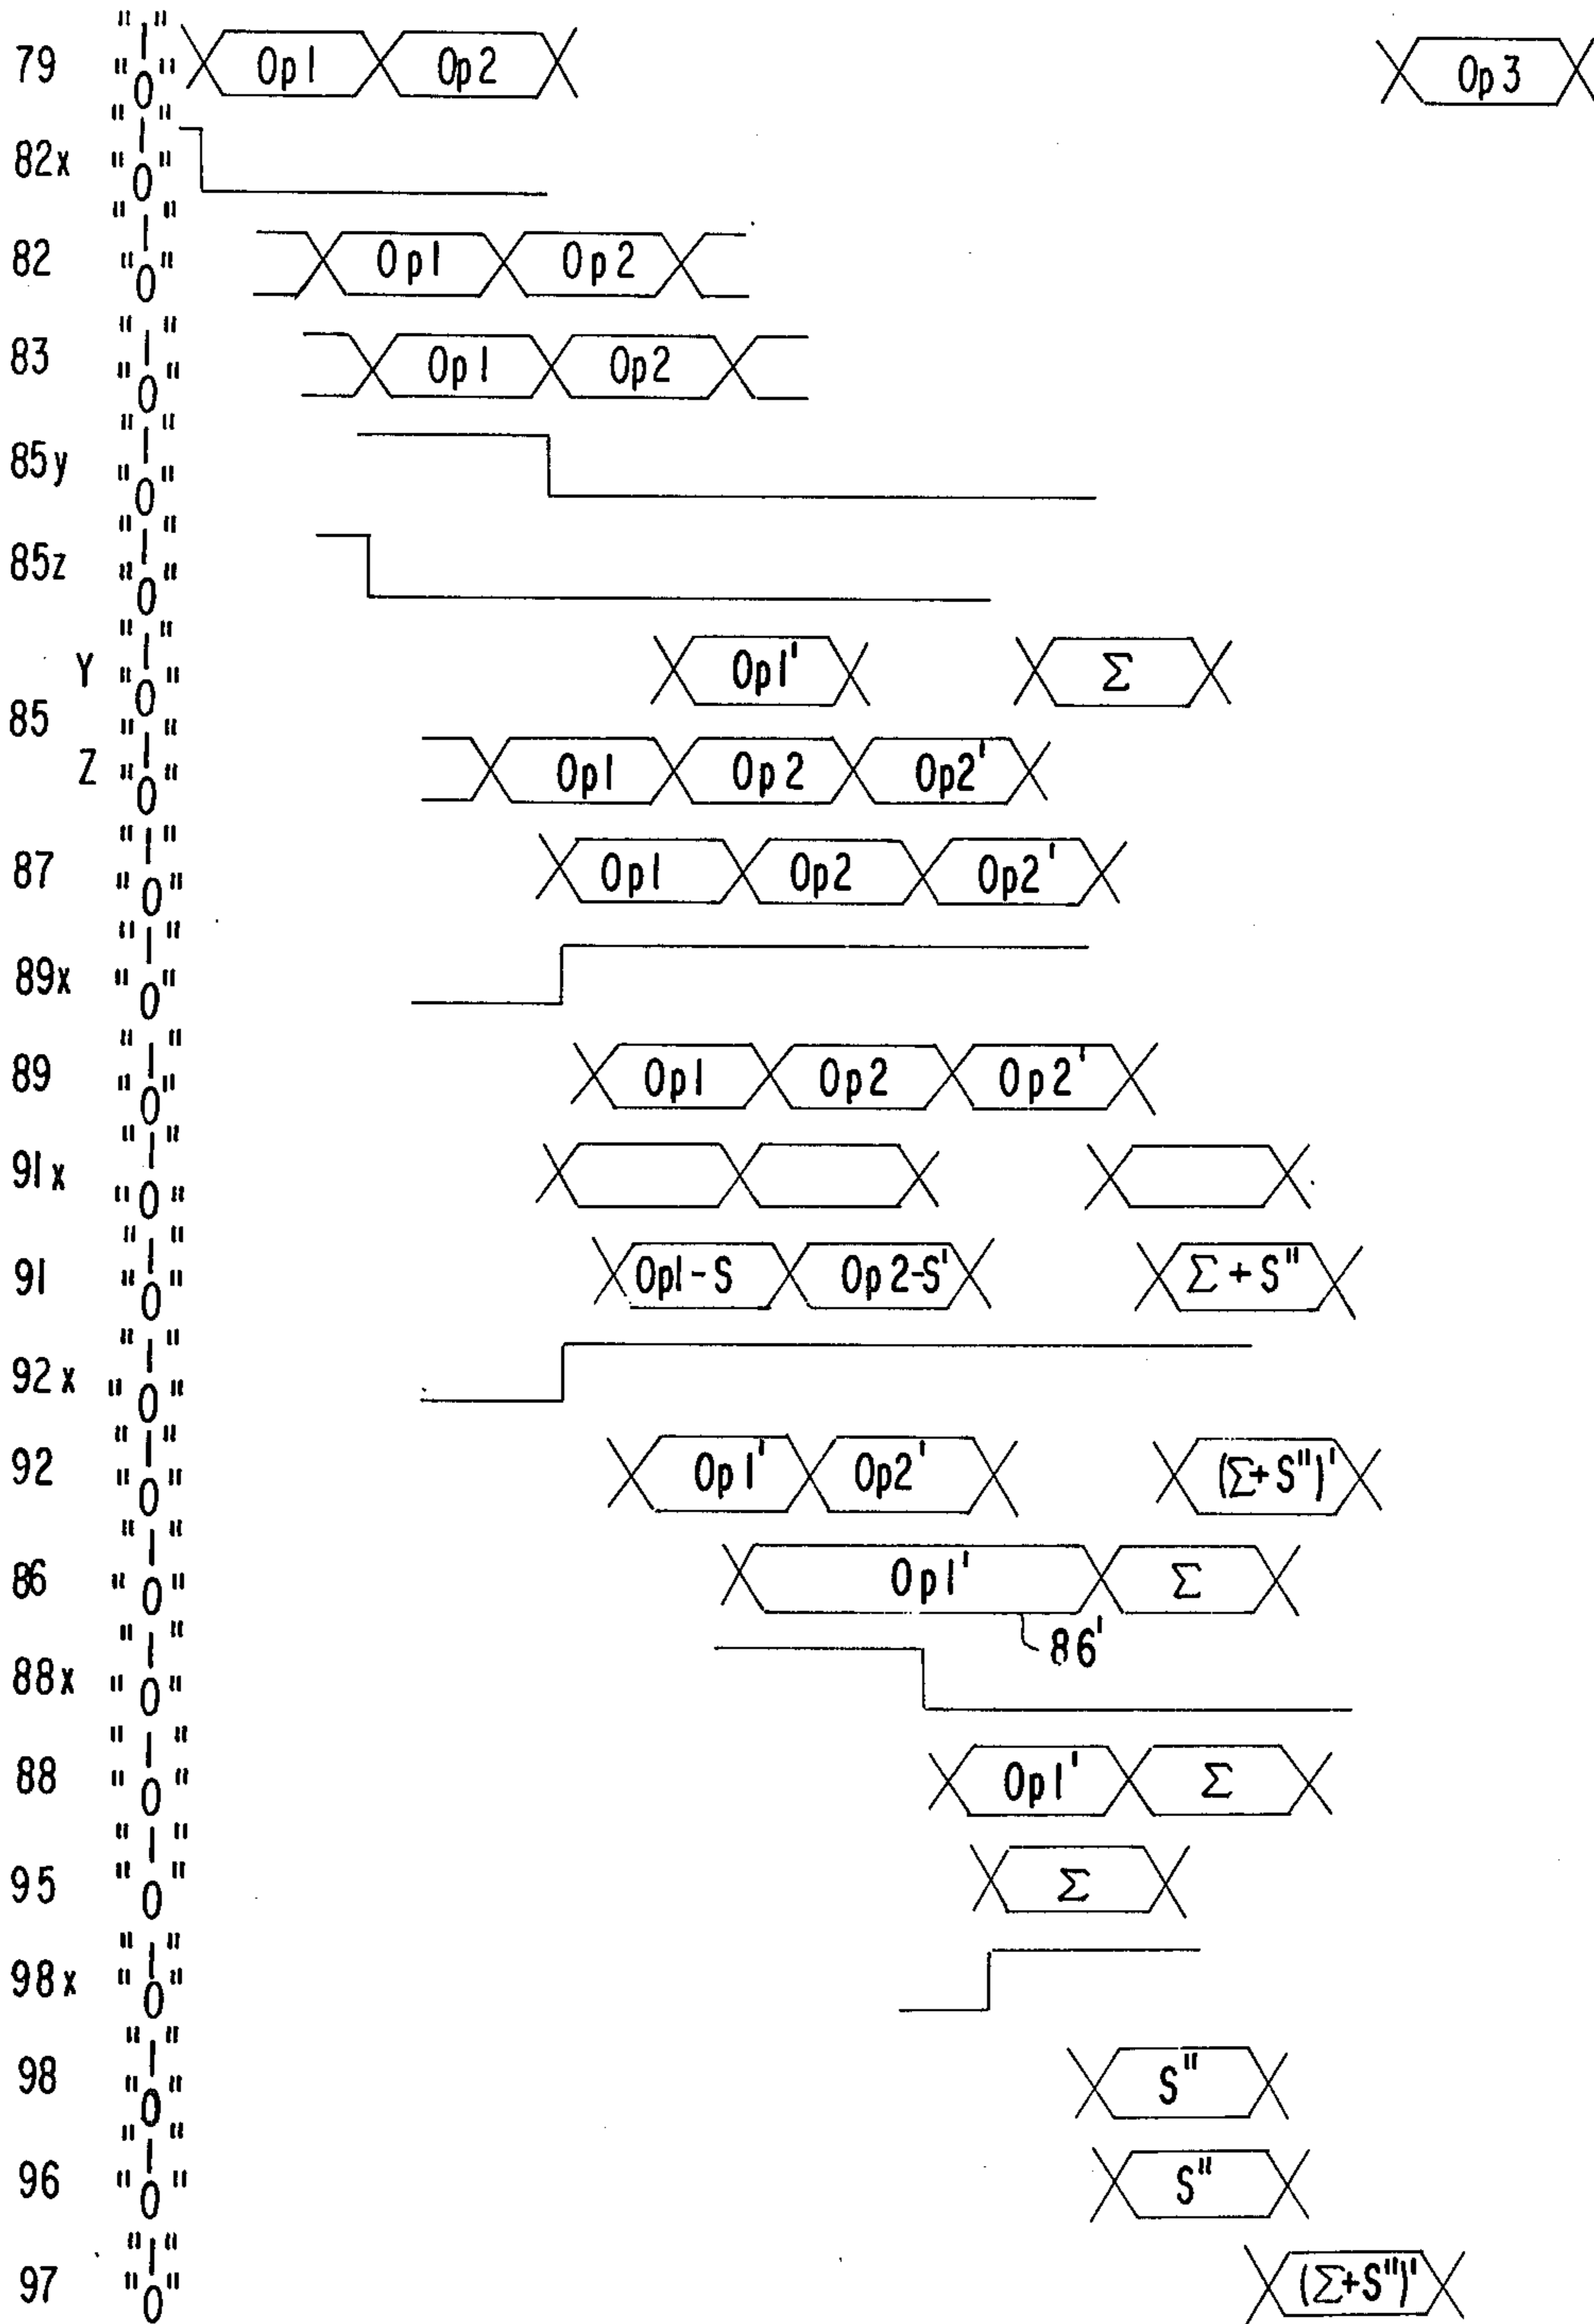 79 "1" "0" Op1 Op2 Op3
82x "1" "0"
82 "1" "0" Op1 Op2
83 "1" "0" Op1 Op2
85y "1" "0"
85z "1" "0"
85 Y "1" "0" Op1' Σ
Z "1" "0" Op1 Op2 Op2'
87 "1" "0" Op1 Op2 Op2'
89x "1" "0"
89 "1" "0" Op1 Op2 Op2'
91x "1" "0"
91 "1" "0" Op1-S Op2-S' Σ+S"
92x "1" "0"
92 "1" "0" Op1' Op2' (Σ+S")'
86 "1" "0" Op1' Σ
86'
88x "1" "0"
88 "1" "0" Op1' Σ
95 "1" "0" Σ
98x "1" "0"
98 "1" "0" S"
96 "1" "0" S"
97 "1" "0" (Σ+S")'